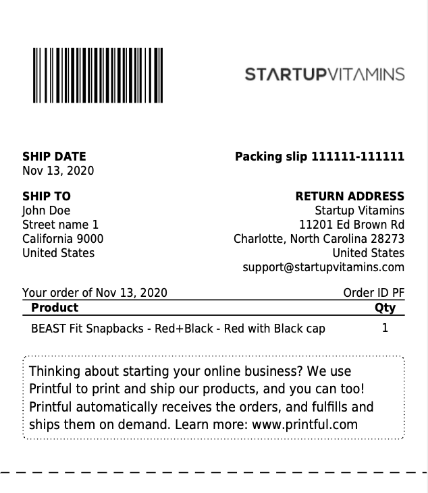 STARTUPVITAMINS
SHIP DATE
Nov 13, 2020
Packing slip 111111-111111
SHIP TO
John Doe
Street name 1
California 9000
United States
RETURN ADDRESS
Startup Vitamins
11201 Ed Brown Rd
Charlotte, North Carolina 28273
United States
support@startupvitamins.com
Your order of Nov 13, 2020
Order ID PF
Product Qty
BEAST Fit Snapbacks - Red+Black - Red with Black cap 1
Thinking about starting your online business? We use
Printful to print and ship our products, and you can too!
Printful automatically receives the orders, and fulfills and
ships them on demand. Learn more: www.printful.com